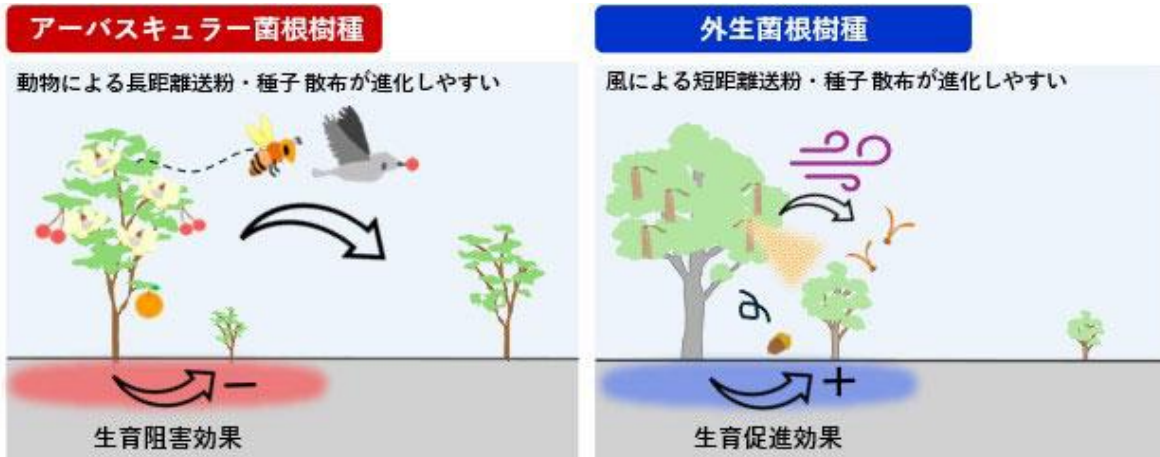 アーバスキュラー菌根樹種
動物による長距離送粉・種子散布が進化しやすい
−
生育阻害効果
外生菌根樹種
風による短距離送粉・種子散布が進化しやすい
+
生育促進効果